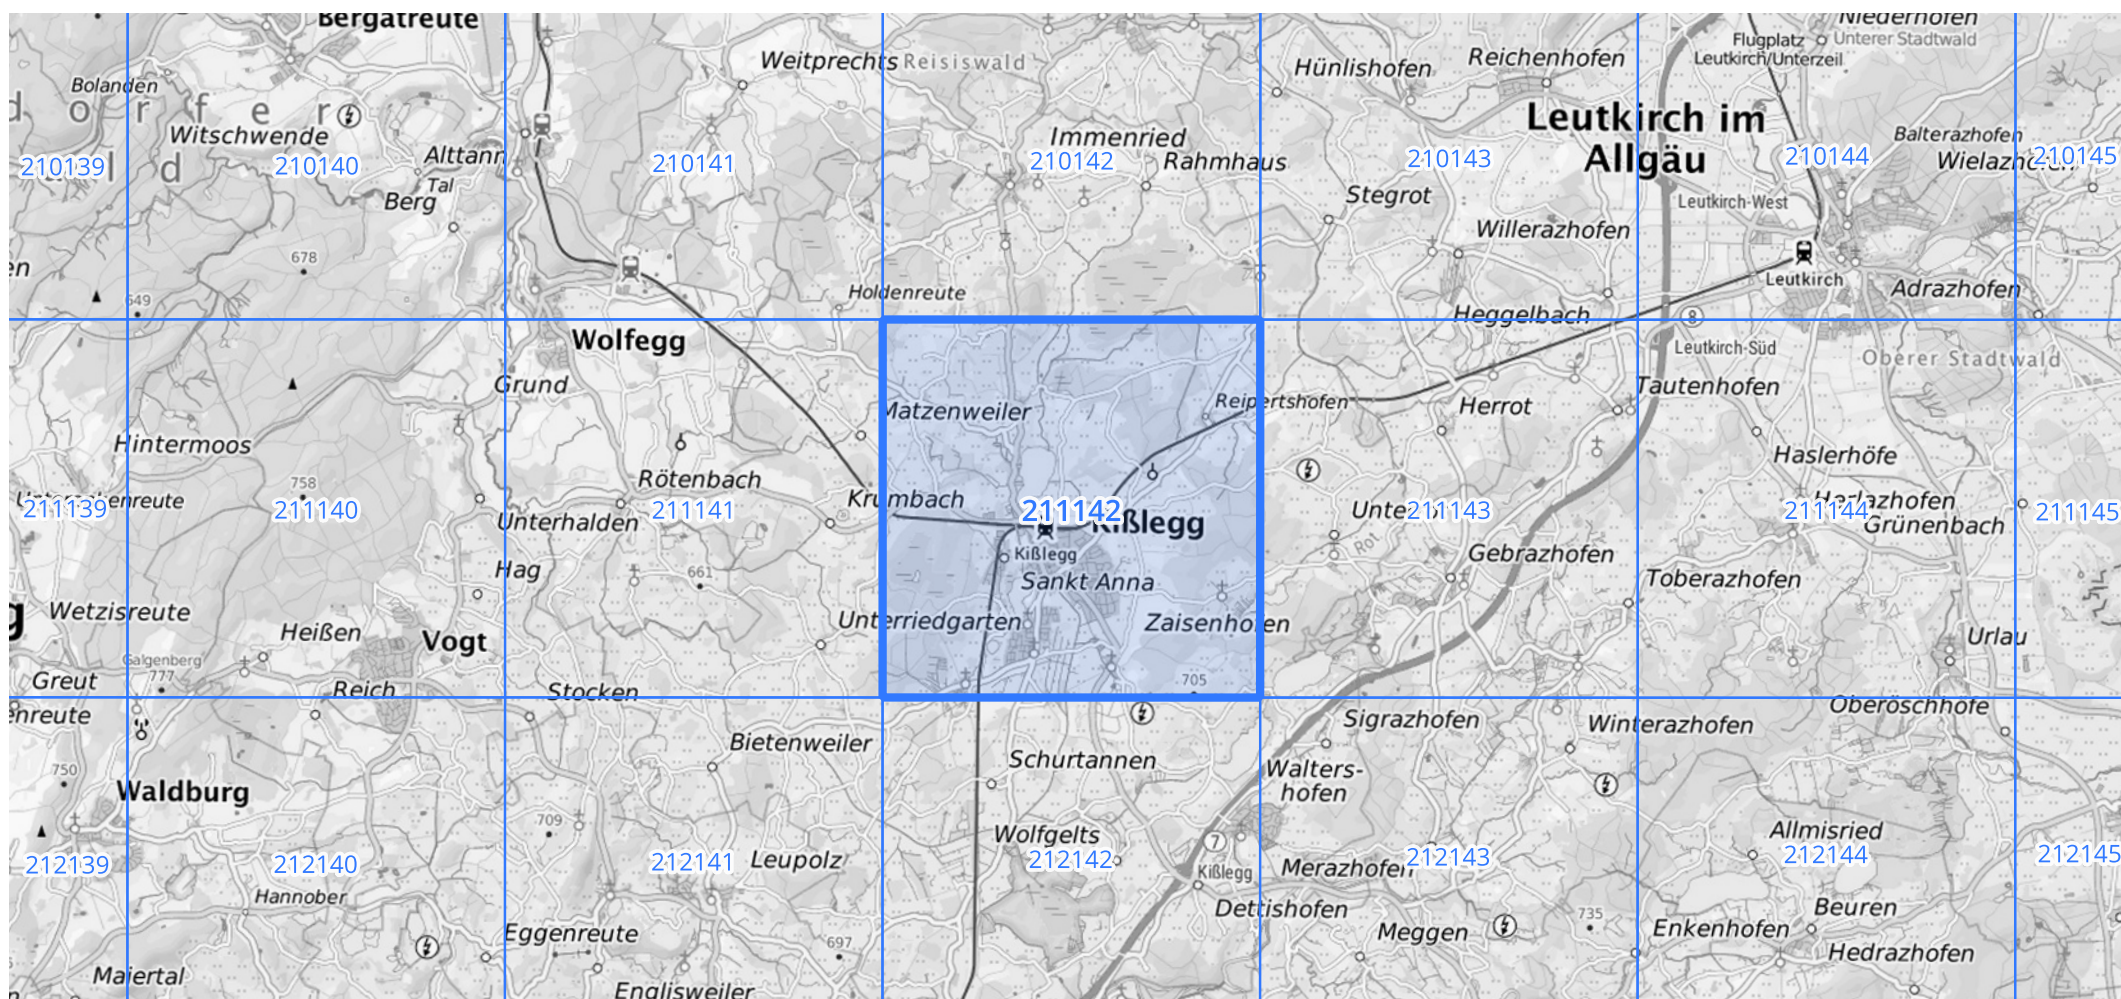 Bergatreute
Niederhofen
Flugplatz
Leutkirch/Unterzeil
Unterer Stadtwald
Weitprechts
Reisiswald
Hünlishofen
Reichenhofen
Bolanden
d o r f e r
Witschwende
Alttann
Immenried
Rahmhaus
Leutkirch im
Allgäu
Balterazhofen
210139
l d
210140
210141
210142
210143
210144
210145
Tal
Berg
Stegrot
Leutkirch-West
Willerazhofen
678
en
649
Holdenreute
Leutkirch
Adrazhofen
Heggelbach
8
Wolfegg
Leutkirch-Süd
Oberer Stadtwald
Grund
Matzenweiler
Reipertshofen
Herrot
Tautenhofen
Hintermoos
Haslerhöfe
758
Rötenbach
Krumbach
211139
211140
211141
211142
211143
211144
211145
Unterhalden
Kißlegg
Grünenbach
Rot
Kißlegg
Gebrazhofen
Hag
661
Sankt Anna
Toberazhofen
g
Wetzisreute
Heißen
Vogt
Unterriedgarten
Zaisenhofen
Urlau
Galgenberg
777
Greut
Reich
Stocken
705
enreute
Oberöschhofe
Sigrazhofen
Winterazhofen
Bietenweiler
Schurtannen
Walters-
hofen
750
Waldburg
709
Wolfgelts
7
Allmisried
212139
212140
212141
Leupolz
212142
Merazhofen
212143
212144
212145
Kißlegg
Hannober
Dettishofen
735
Beuren
Eggenreute
697
Meggen
Enkenhofen
Hedrazhofen
Maiertal
Englisweiler